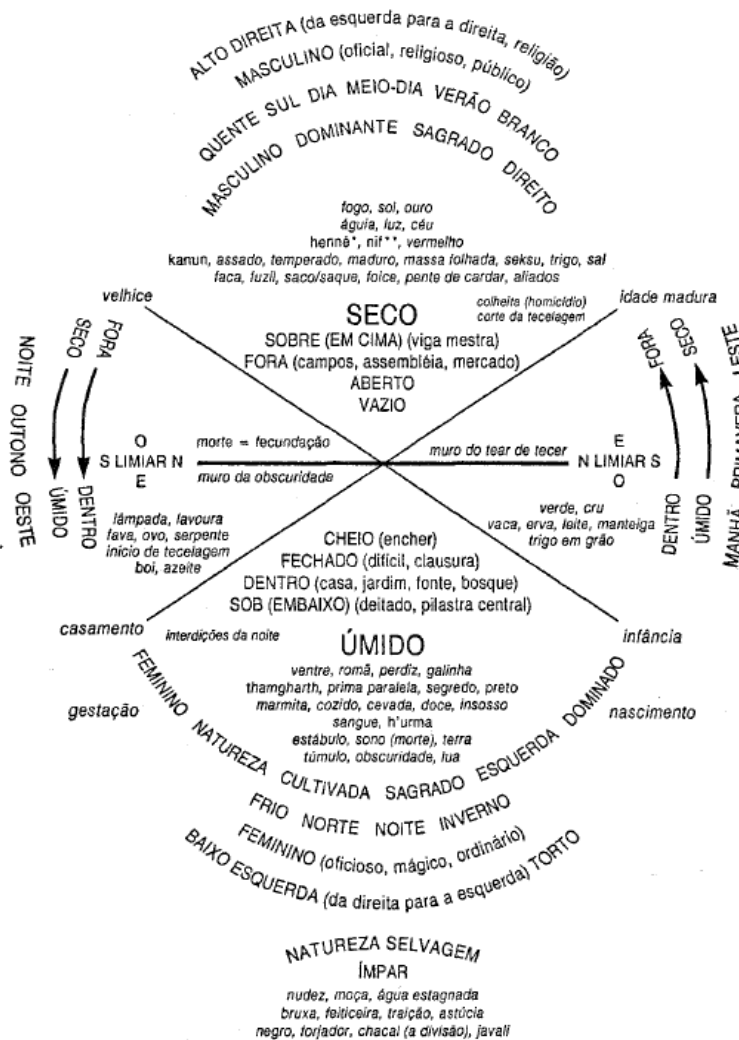 ALTO DIREITA (da esquerda para a direita, religião)
MASCULINO (oficial, religioso, público)
QUENTE SUL DIA MEIO-DIA VERÃO BRANCO
MASCULINO DOMINANTE SAGRADO DIREITO
fogo, sol, ouro
águia, luz, céu
henné*, nif**, vermelho
kanun, assado, temperado, maduro, massa folhada, seksu, trigo, sal
faca, fuzil, saco/saque, foice, pente de cardar, aliados
velhice
colheita (homicídio)
corte da tecelagem
idade madura
SECO
SOBRE (EM CIMA) (viga mestra)
FORA (campos, assembléia, mercado)
ABERTO
VAZIO
NOITE OUTONO OESTE
SECO
ÚMIDO
FORA
DENTRO
O
S LIMIAR N
E
morte = fecundação
muro da obscuridade
muro do tear de tecer
E
N LIMIAR S
O
FORA
DENTRO
SECO
ÚMIDO
MANHÃ PRIMAVERA LESTE
lâmpada, lavoura
fava, ovo, serpente
início de tecelagem
boi, azeite
verde, cru
vaca, erva, leite, manteiga
trigo em grão
CHEIO (encher)
FECHADO (difícil, clausura)
DENTRO (casa, jardim, fonte, bosque)
SOB (EMBAIXO) (deitado, pilastra central)
casamento
interdições da noite
ÚMIDO
infância
ventre, romã, perdiz, galinha
thamgharth, prima paralela, segredo, preto
marmita, cozido, cevada, doce, insosso
sangue, h'urma
estábulo, sono (morte), terra
túmulo, obscuridade, lua
gestação
nascimento
FEMININO NATUREZA CULTIVADA SAGRADO ESQUERDA DOMINADO
FRIO NORTE NOITE INVERNO
FEMININO (oficioso, mágico, ordinário)
BAIXO ESQUERDA (da direita para a esquerda) TORTO
NATUREZA SELVAGEM
ÍMPAR
nudez, moça, água estagnada
bruxa, feiticeira, traição, astúcia
negro, forjador, chacal (a divisão), javali